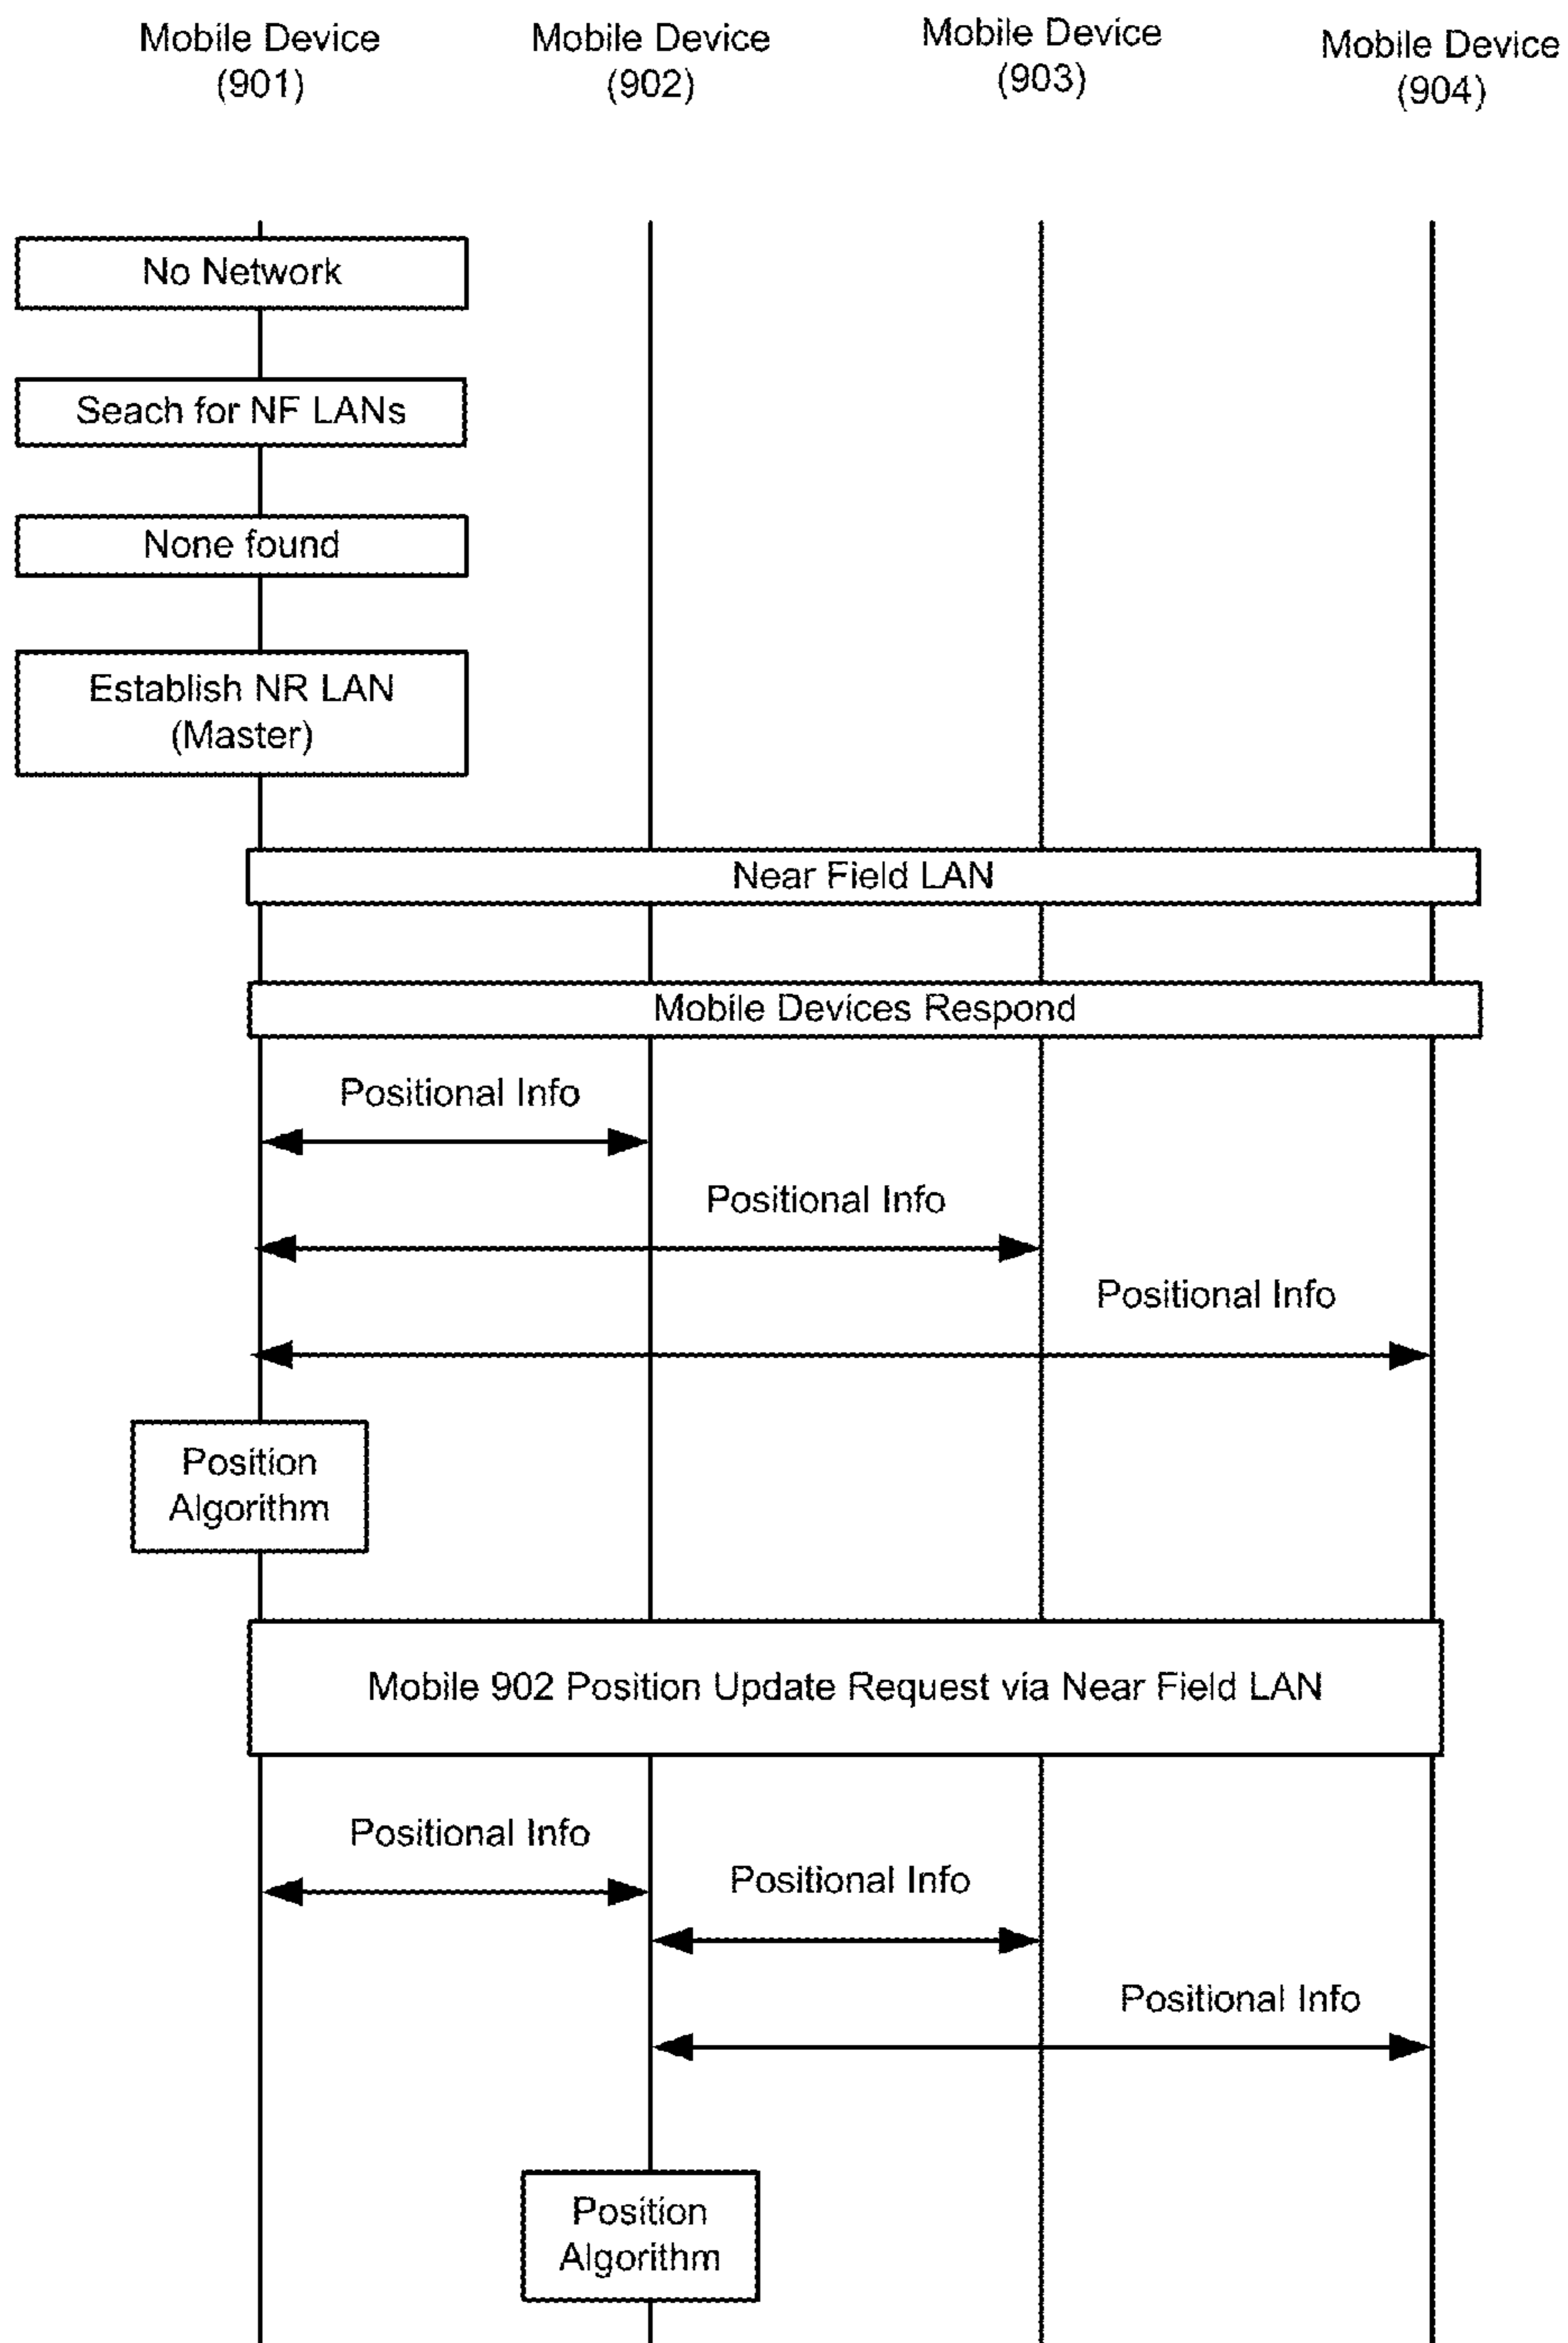 Mobile Device
(901)
Mobile Device
(902)
Mobile Device
(903)
Mobile Device
(904)
No Network
Seach for NF LANs
None found
Establish NR LAN
(Master)
Near Field LAN
Mobile Devices Respond
Positional Info
Positional Info
Positional Info
Position
Algorithm
Mobile 902 Position Update Request via Near Field LAN
Positional Info
Positional Info
Positional Info
Position
Algorithm